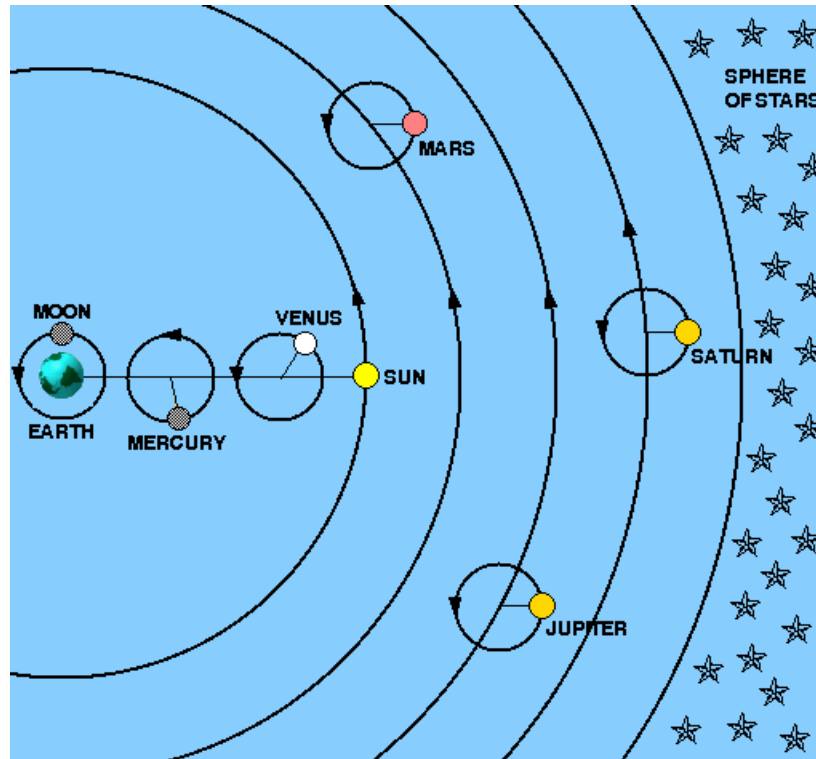 SPHERE
OF STARS
MARS
MOON
VENUS
SUN
SATURN
EARTH
MERCURY
JUPITER